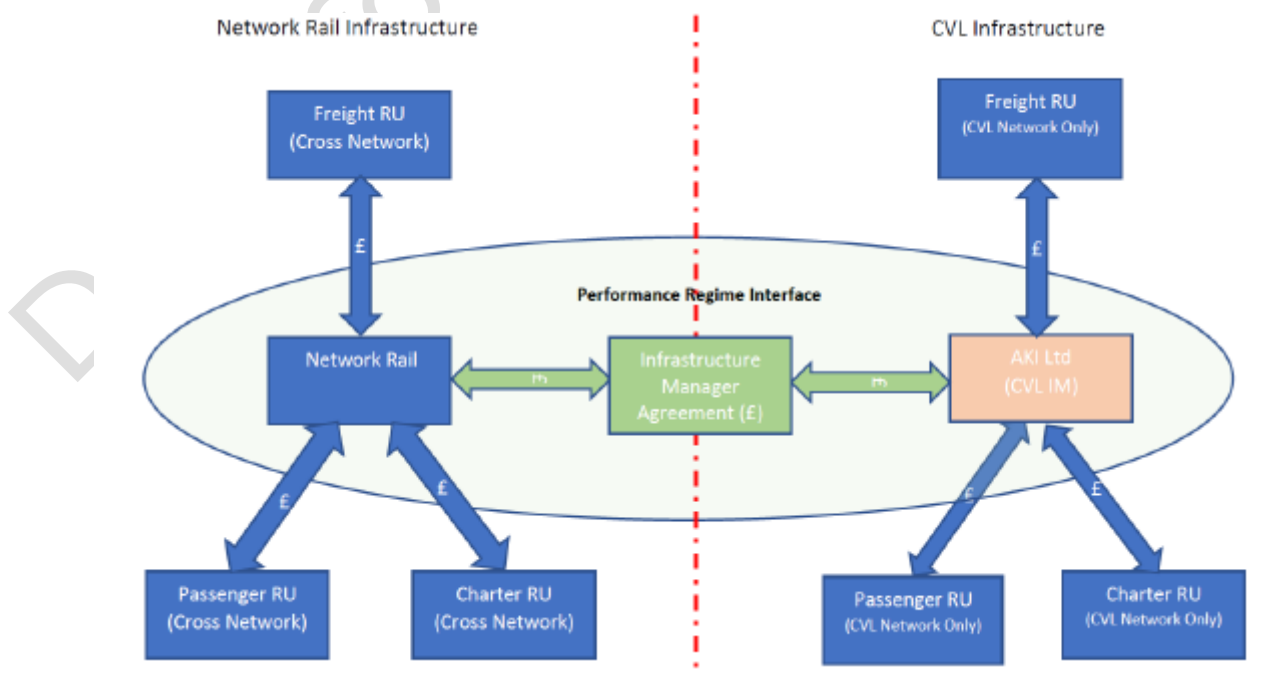 Network Rail Infrastructure
CVL Infrastructure
Freight RU
(Cross Network)
Freight RU
(CVL Network Only)
£
£
Performance Regime Interface
Network Rail
£
Infrastructure
Manager
Agreement (£)
£
AKI Ltd
(CVL IM)
£
£
£
£
Passenger RU
(Cross Network)
Charter RU
(Cross Network)
Passenger RU
(CVL Network Only)
Charter RU
(CVL Network Only)